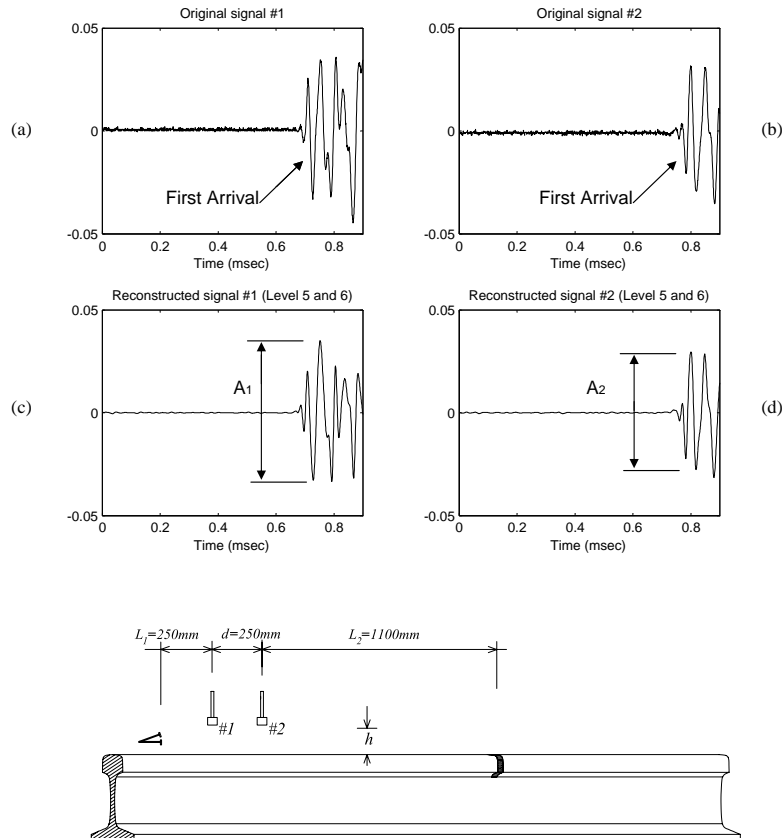 Original signal #1
Original signal #2
0.05
0
-0.05
0 0.2 0.4 0.6 0.8
Time (msec)
First Arrival
(a)
0.05
0
-0.05
0 0.2 0.4 0.6 0.8
Time (msec)
First Arrival
(b)
Reconstructed signal #1 (Level 5 and 6)
Reconstructed signal #2 (Level 5 and 6)
0.05
0
-0.05
0 0.2 0.4 0.6 0.8
Time (msec)
A1
(c)
0.05
0
-0.05
0 0.2 0.4 0.6 0.8
Time (msec)
A2
(d)
L1=250mm d=250mm L2=1100mm
#1 #2 h